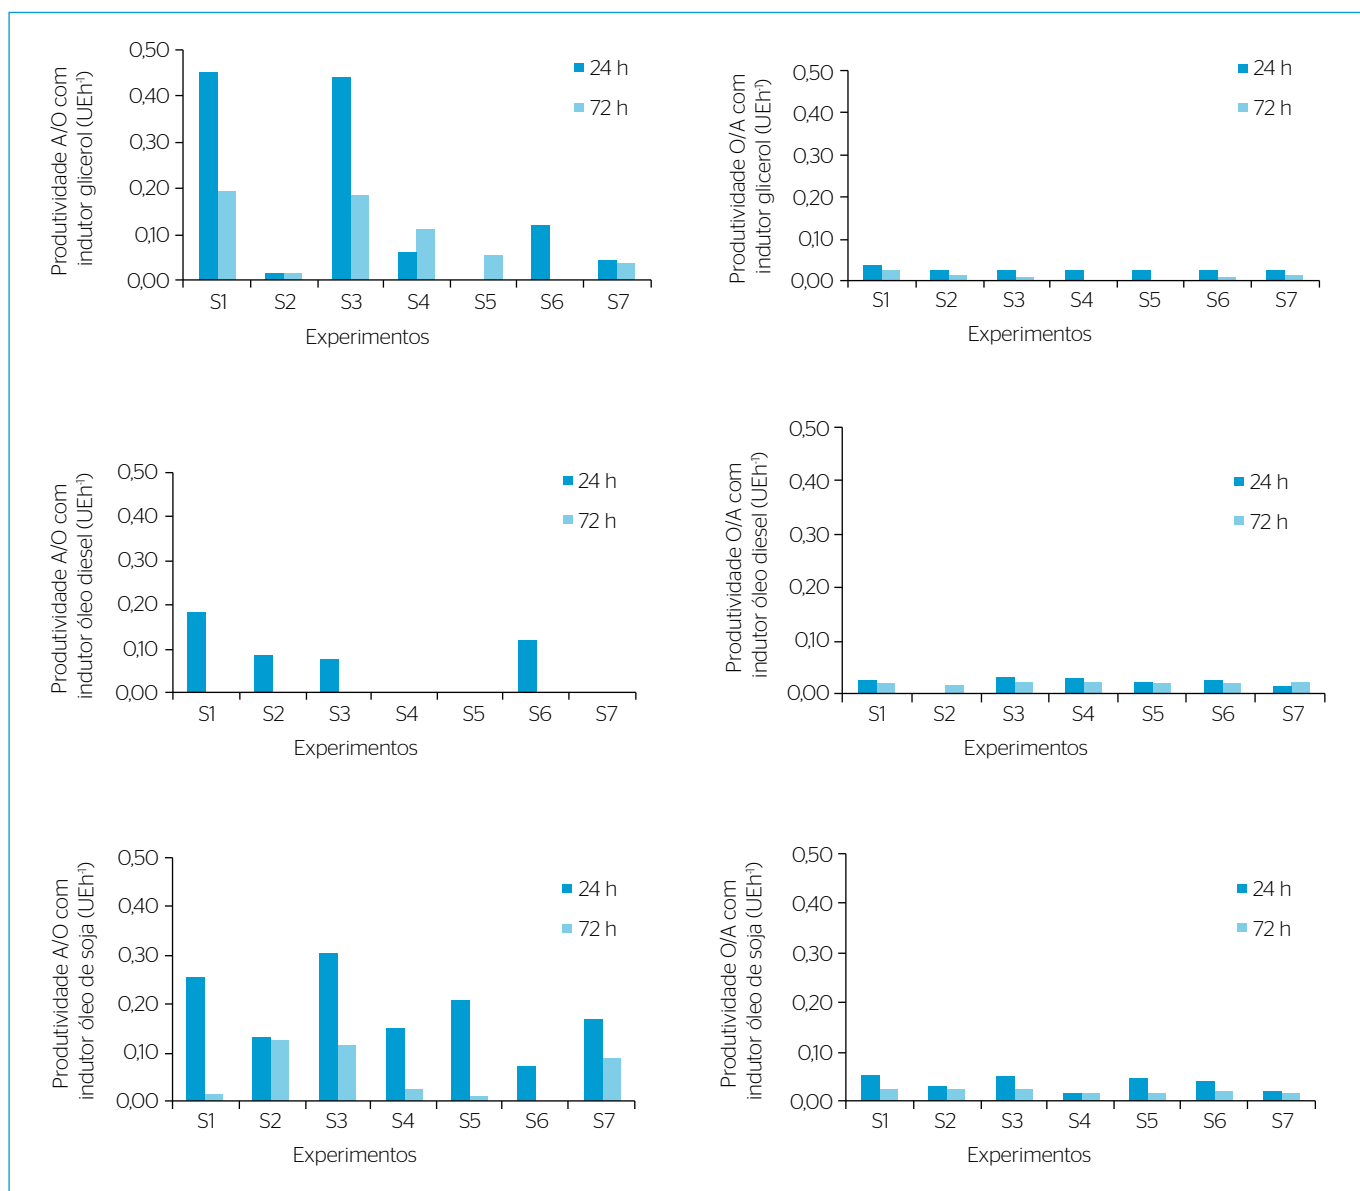 Produtividade A/O com
indutor glicerol (UEh-1)
0,50
0,40
0,30
0,20
0,10
0,00
24 h
72 h
S1 S2 S3 S4 S5 S6 S7
Experimentos
Produtividade O/A com
indutor glicerol (UEh-1)
0,50
0,40
0,30
0,20
0,10
0,00
24 h
72 h
S1 S2 S3 S4 S5 S6 S7
Experimentos
Produtividade A/O com
indutor óleo diesel (UEh-1)
0,50
0,40
0,30
0,20
0,10
0,00
24 h
72 h
S1 S2 S3 S4 S5 S6 S7
Experimentos
Produtividade O/A com
indutor óleo diesel (UEh-1)
0,50
0,40
0,30
0,20
0,10
0,00
24 h
72 h
S1 S2 S3 S4 S5 S6 S7
Experimentos
Produtividade A/O com
indutor óleo de soja (UEh-1)
0,50
0,40
0,30
0,20
0,10
0,00
24 h
72 h
S1 S2 S3 S4 S5 S6 S7
Experimentos
Produtividade O/A com
indutor óleo de soja (UEh-1)
0,50
0,40
0,30
0,20
0,10
0,00
24 h
72 h
S1 S2 S3 S4 S5 S6 S7
Experimentos